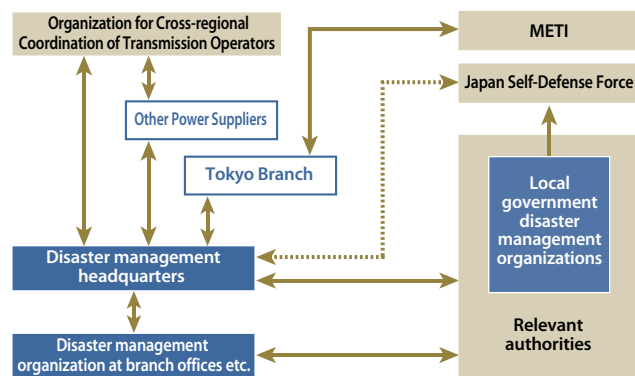 Organization for Cross-regional
Coordination of Transmission Operators
METI
Japan Self-Defense Force
Other Power Suppliers
Tokyo Branch
Local
government
disaster
management
organizations
Disaster management
headquarters
Relevant
authorities
Disaster management
organization at branch offices etc.